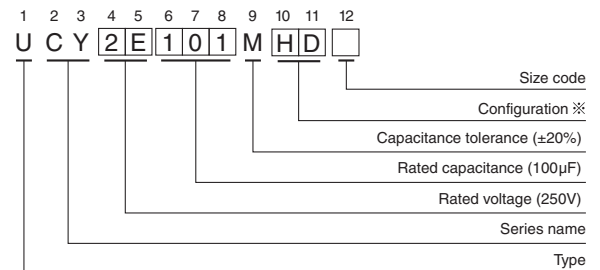 1 2 3 4 5 6 7 8 9 10 11 12
U C Y 2 E 1 0 1 M H D
Size code
Configuration ※
Capacitance tolerance (±20%)
Rated capacitance (100µF)
Rated voltage (250V)
Series name
Type